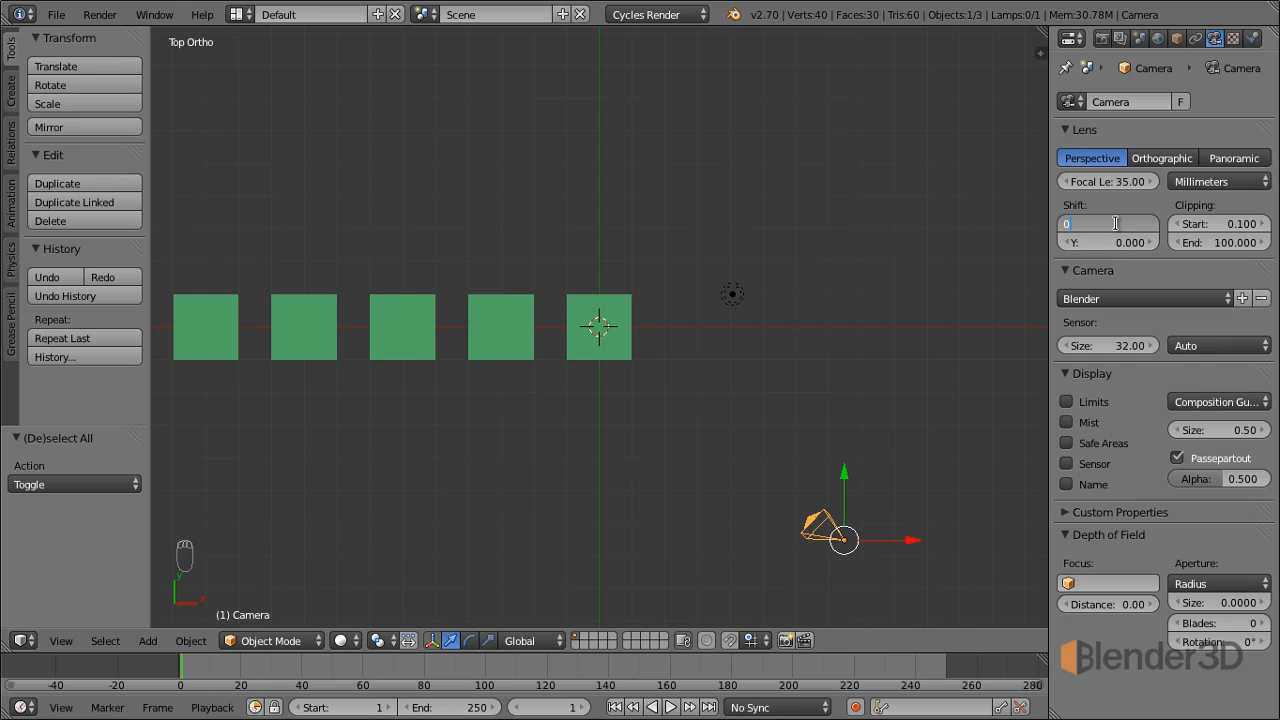 File
Render
Window
Help
Default
Scene
Cycles Render
v2.70 | Verts:40 | Faces:30 | Tris:60 | Objects:1/3 | Lamps:0/1 | Mem:30.78M | Camera
Tools
Create
Relations
Animation
Physics
Grease Pencil
Transform
Translate
Rotate
Scale
Mirror
Edit
Duplicate
Duplicate Linked
Delete
History
Undo
Redo
Undo History
Repeat:
Repeat Last
History...
(De)select All
Action
Toggle
Top Ortho
y
x
(1) Camera
Camera
Camera
Camera
F
Lens
Perspective
Orthographic
Panoramic
Focal Le: 35.00
Millimeters
Shift:
Clipping:
0
Start: 0.100
Y: 0.000
End: 100.000
Camera
Blender
Sensor:
Size: 32.00
Auto
Display
Limits
Composition Gu...
Mist
Size: 0.50
Safe Areas
Sensor
Passepartout
Name
Alpha: 0.500
Custom Properties
Depth of Field
Focus:
Aperture:
Radius
Distance: 0.00
Size: 0.0000
Blades: 0
Rotation: 0°
Blender3D
View
Select
Add
Object
Object Mode
Global
-40 -20 0 20 40 60 80 100 120 140 160 180 200 220 240 260 280
View
Marker
Frame
Playback
Start: 1
End: 250
1
No Sync